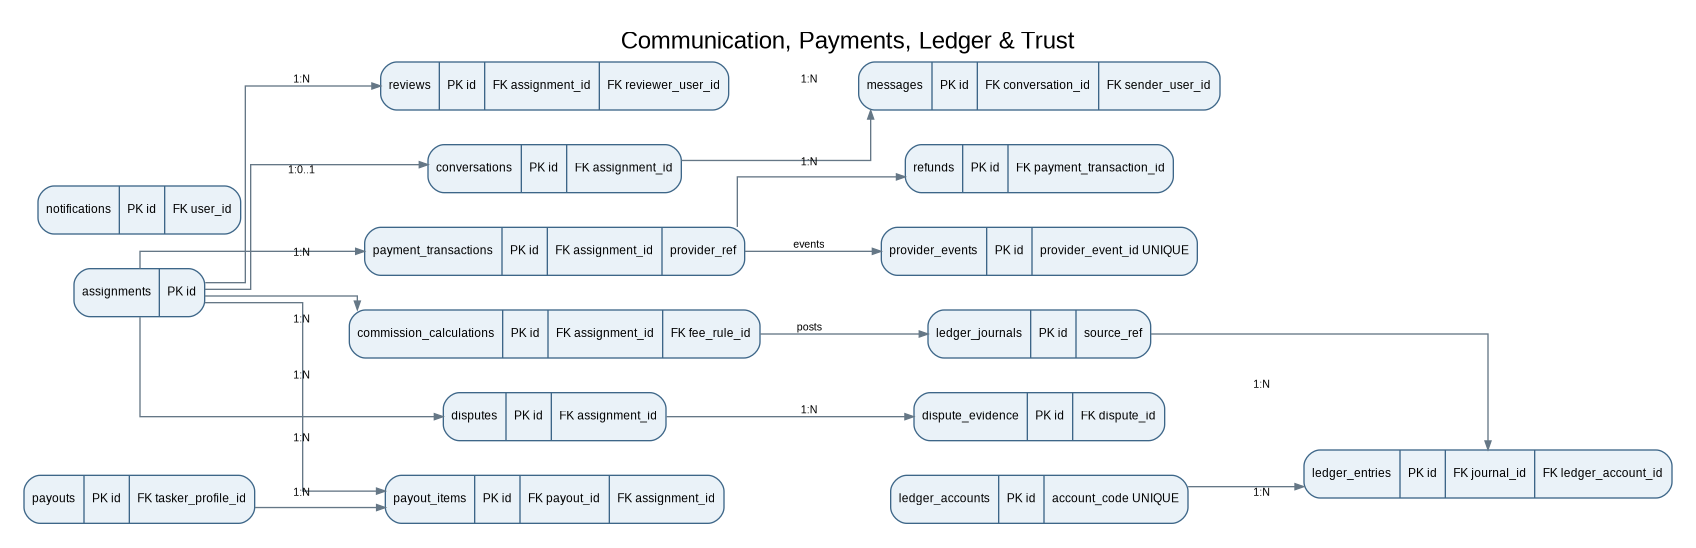 Communication, Payments, Ledger & Trust
1:N
1:N
reviews PK id FK assignment_id FK reviewer_user_id
messages PK id FK conversation_id FK sender_user_id
1:0..1
conversations PK id FK assignment_id
1:N
refunds PK id FK payment_transaction_id
notifications PK id FK user_id
1:N
payment_transactions PK id FK assignment_id provider_ref
events
provider_events PK id provider_event_id UNIQUE
assignments PK id
1:N
commission_calculations PK id FK assignment_id FK fee_rule_id
posts
ledger_journals PK id source_ref
1:N
1:N
disputes PK id FK assignment_id
1:N
dispute_evidence PK id FK dispute_id
1:N
ledger_entries PK id FK journal_id FK ledger_account_id
payouts PK id FK tasker_profile_id
1:N
payout_items PK id FK payout_id FK assignment_id
ledger_accounts PK id account_code UNIQUE
1:N